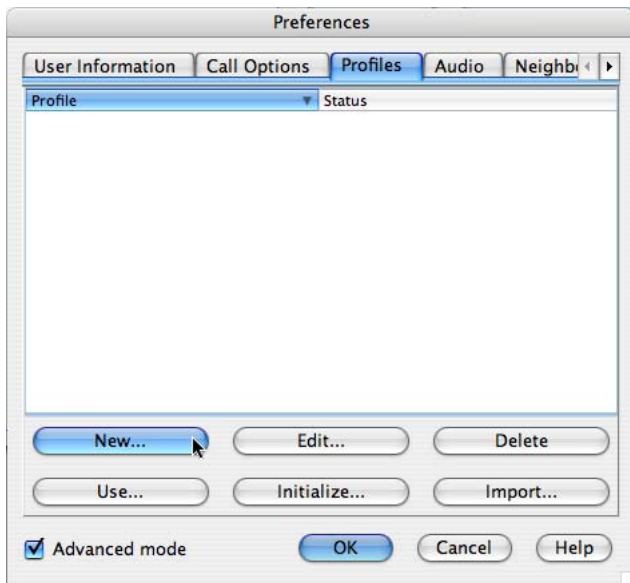 Preferences
User Information Call Options Profiles Audio
Profile Status
New... Edit... Delete
Use... Initialize... Import...
Advanced mode OK Cancel Help